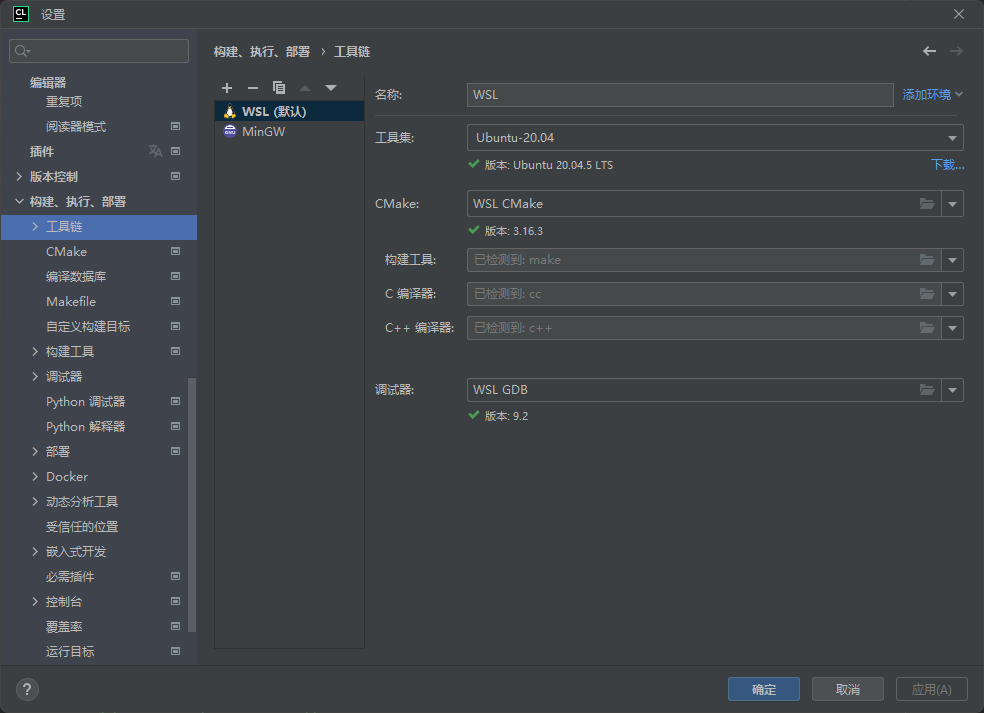 CL 设置
编辑器
重复项
阅读器模式
插件
版本控制
构建、执行、部署
工具链
CMake
编译数据库
Makefile
自定义构建目标
构建工具
调试器
Python 调试器
Python 解释器
部署
Docker
动态分析工具
受信任的位置
嵌入式开发
必需插件
控制台
覆盖率
运行目标
构建、执行、部署 › 工具链
WSL (默认)
MinGW
名称: WSL 添加环境
工具集: Ubuntu-20.04
版本: Ubuntu 20.04.5 LTS 下载...
CMake: WSL CMake
版本: 3.16.3
构建工具: 已检测到: make
C 编译器: 已检测到: cc
C++ 编译器: 已检测到: c++
调试器: WSL GDB
版本: 9.2
? 确定 取消 应用(A)